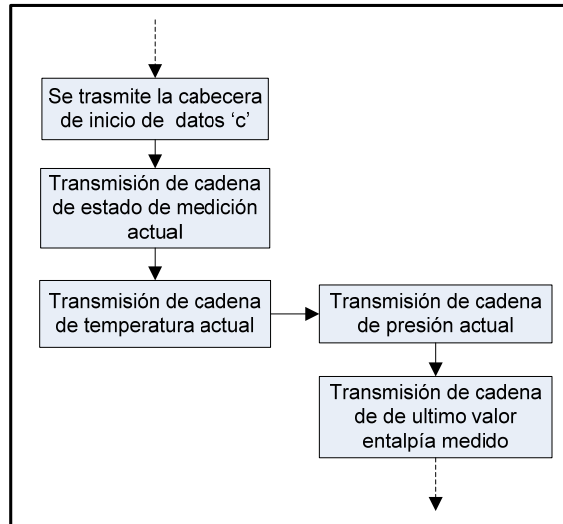 Se trasmite la cabecera
de inicio de datos ‘c’
Transmisión de cadena
de estado de medición
actual
Transmisión de cadena
de temperatura actual
Transmisión de cadena
de presión actual
Transmisión de cadena
de de ultimo valor
entalpía medido